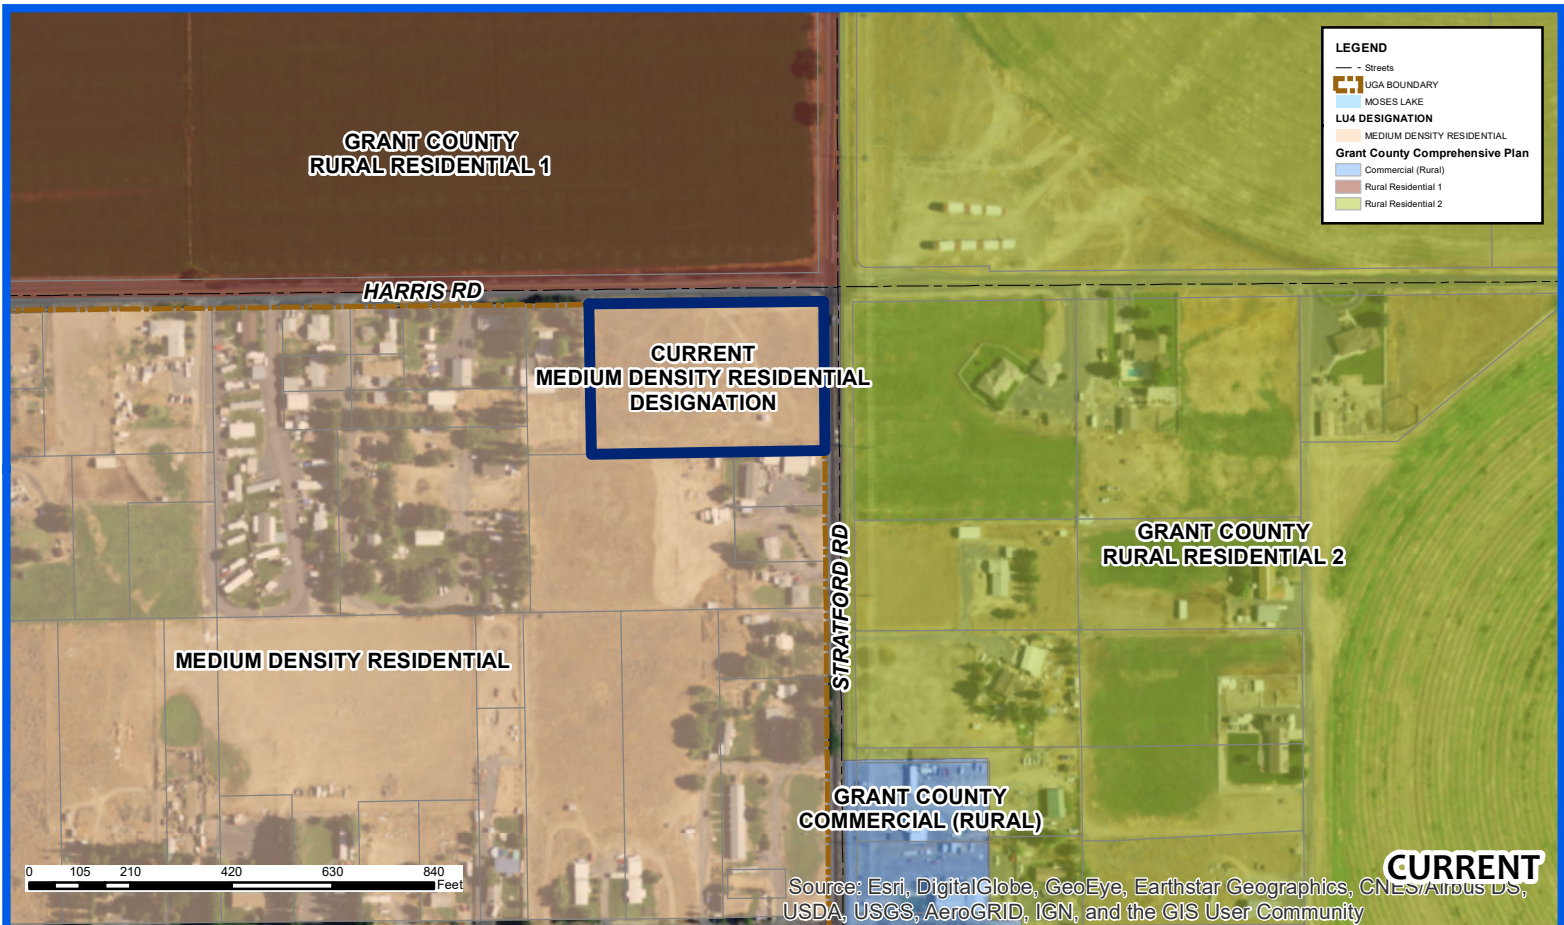 LEGEND
Streets
UGA BOUNDARY
MOSES LAKE
LU4 DESIGNATION
MEDIUM DENSITY RESIDENTIAL
Grant County Comprehensive Plan
Commercial (Rural)
Rural Residential 1
Rural Residential 2
GRANT COUNTY
RURAL RESIDENTIAL 1
HARRIS RD
CURRENT
MEDIUM DENSITY RESIDENTIAL
DESIGNATION
STRATFORD RD
GRANT COUNTY
RURAL RESIDENTIAL 2
MEDIUM DENSITY RESIDENTIAL
GRANT COUNTY
COMMERCIAL (RURAL)
0 105 210 420 630 840
Feet
CURRENT
Source: Esri, DigitalGlobe, GeoEye, Earthstar Geographics, CNES/Airbus DS,
USDA, USGS, AeroGRID, IGN, and the GIS User Community